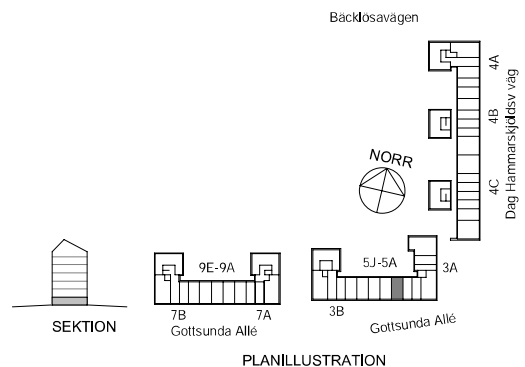 Bäcklösavägen
4A
4B
4C
Dag Hammarskjöldsv väg
NORR
9E-9A
5J-5A
3A
7B
7A
3B
Gottsunda Allé
Gottsunda Allé
SEKTION
PLANILLUSTRATION